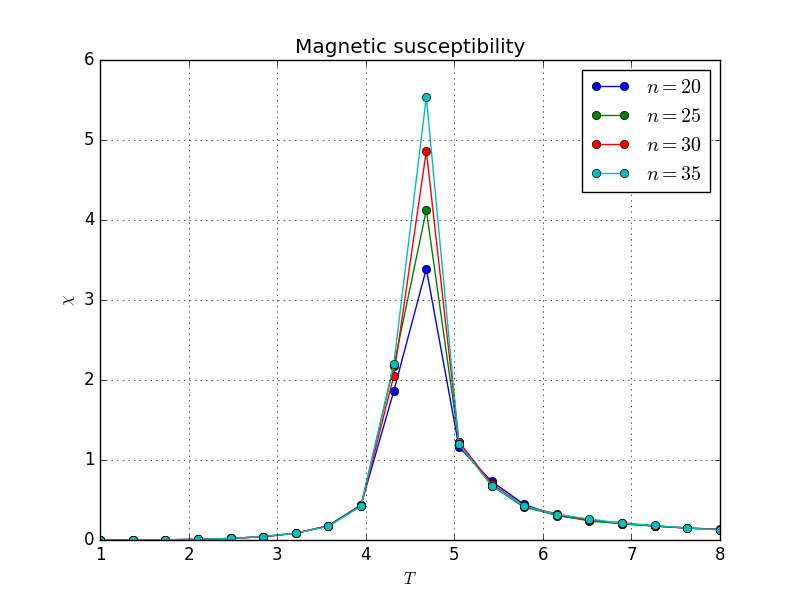 Magnetic susceptibility
6
5
4
3
2
1
0
χ
n = 20
n = 25
n = 30
n = 35
1 2 3 4 5 6 7 8
T